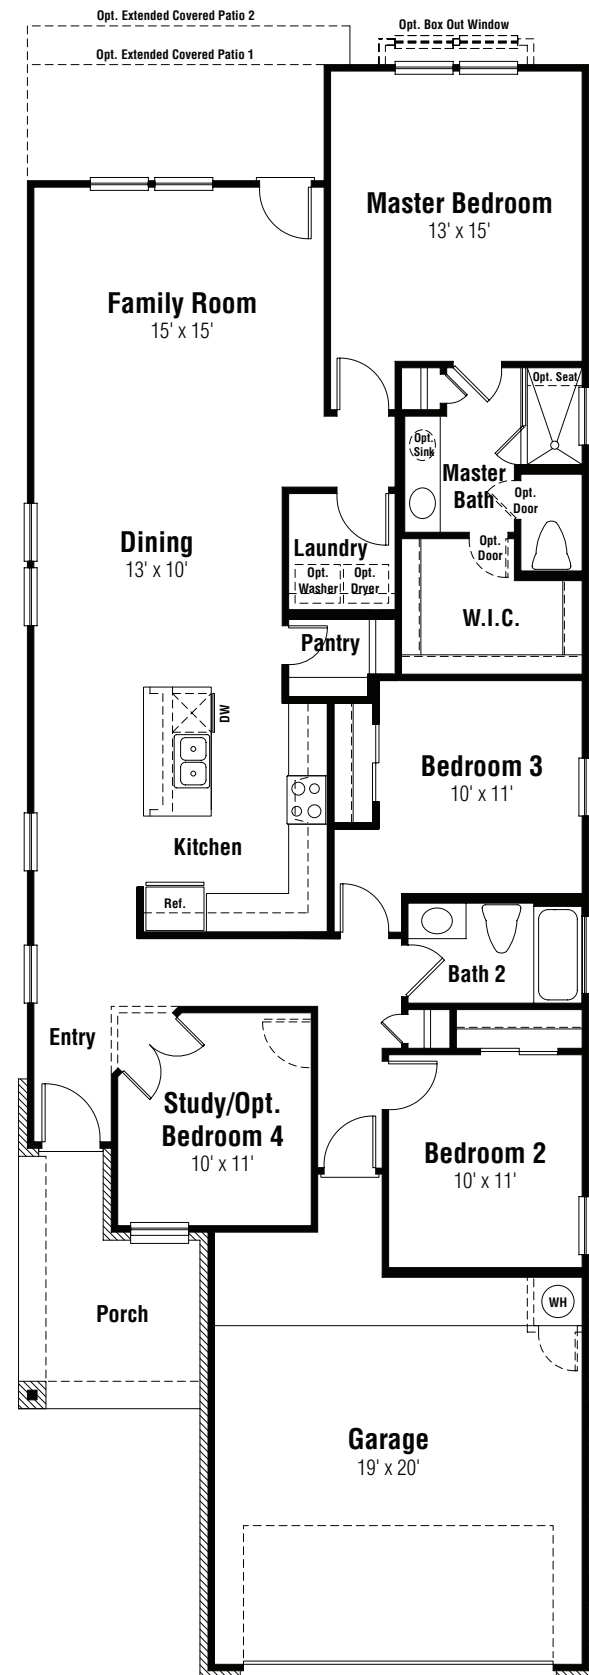 Opt. Extended Covered Patio 2
Opt. Box Out Window
Opt. Extended Covered Patio 1
Master Bedroom
13' x 15'
Family Room
15' x 15'
Opt. Seat
Opt.
Sink
Master
Bath
Opt.
Door
Dining
13' x 10'
Laundry
Opt.
Washer
Opt.
Dryer
Opt.
Door
W.I.C.
Pantry
DW
Bedroom 3
10' x 11'
Kitchen
Ref.
Bath 2
Entry
Study/Opt.
Bedroom 4
10' x 11'
Bedroom 2
10' x 11'
Porch
WH
Garage
19' x 20'